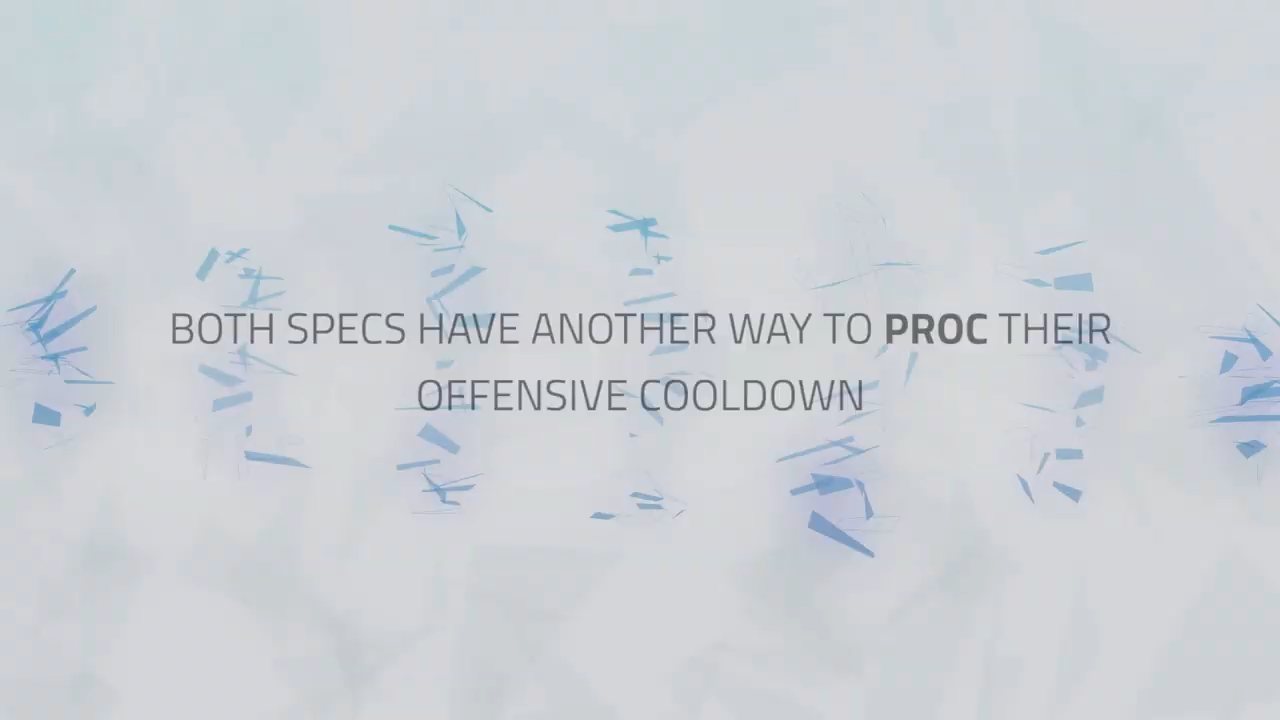 BOTH SPECS HAVE ANOTHER WAY TO PROC THEIR
OFFENSIVE COOLDOWN